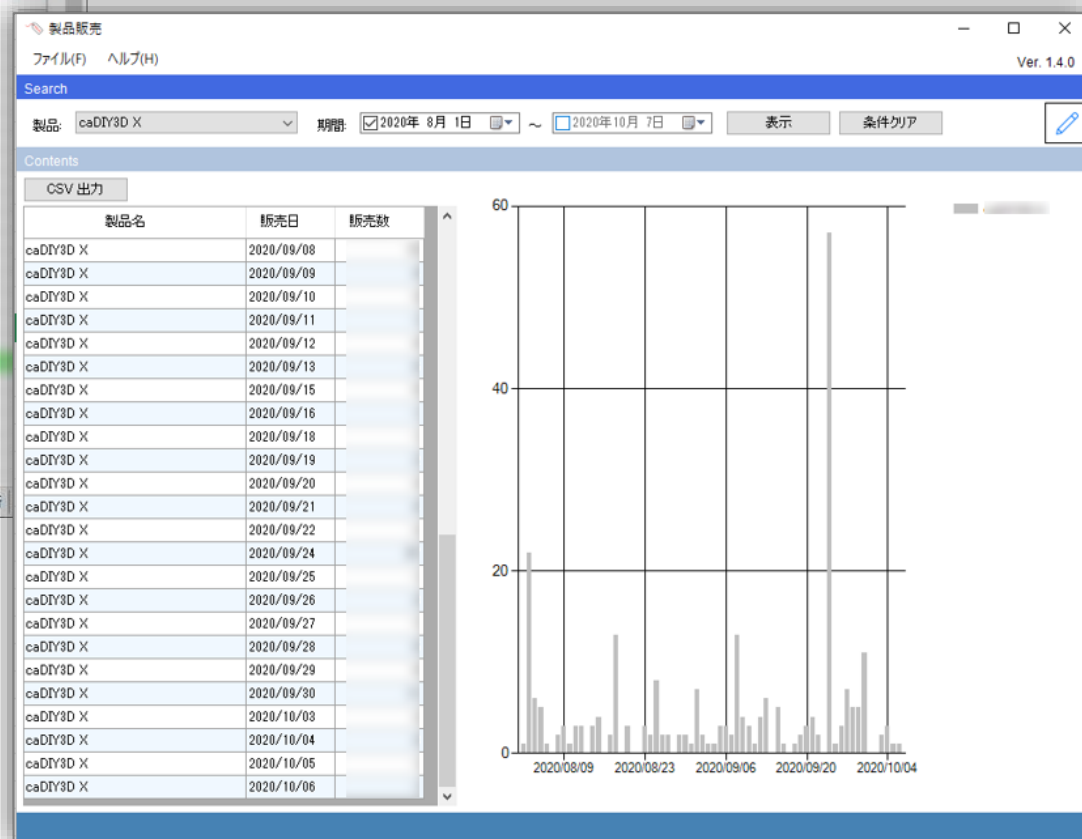 製品販売
ファイル(F) ヘルプ(H)
Ver. 1.4.0
Search
製品: caDIY3D X 期間: 2020年 8月 1日 ～ 2020年10月 7日 表示 条件クリア
Contents
CSV 出力
製品名 販売日 販売数
caDIY3D X 2020/09/08
caDIY3D X 2020/09/09
caDIY3D X 2020/09/10
caDIY3D X 2020/09/11
caDIY3D X 2020/09/12
caDIY3D X 2020/09/13
caDIY3D X 2020/09/15
caDIY3D X 2020/09/16
caDIY3D X 2020/09/18
caDIY3D X 2020/09/19
caDIY3D X 2020/09/20
caDIY3D X 2020/09/21
caDIY3D X 2020/09/22
caDIY3D X 2020/09/24
caDIY3D X 2020/09/25
caDIY3D X 2020/09/26
caDIY3D X 2020/09/27
caDIY3D X 2020/09/28
caDIY3D X 2020/09/29
caDIY3D X 2020/09/30
caDIY3D X 2020/10/03
caDIY3D X 2020/10/04
caDIY3D X 2020/10/05
caDIY3D X 2020/10/06
60
40
20
0
2020/08/09 2020/08/23 2020/09/06 2020/09/20 2020/10/04